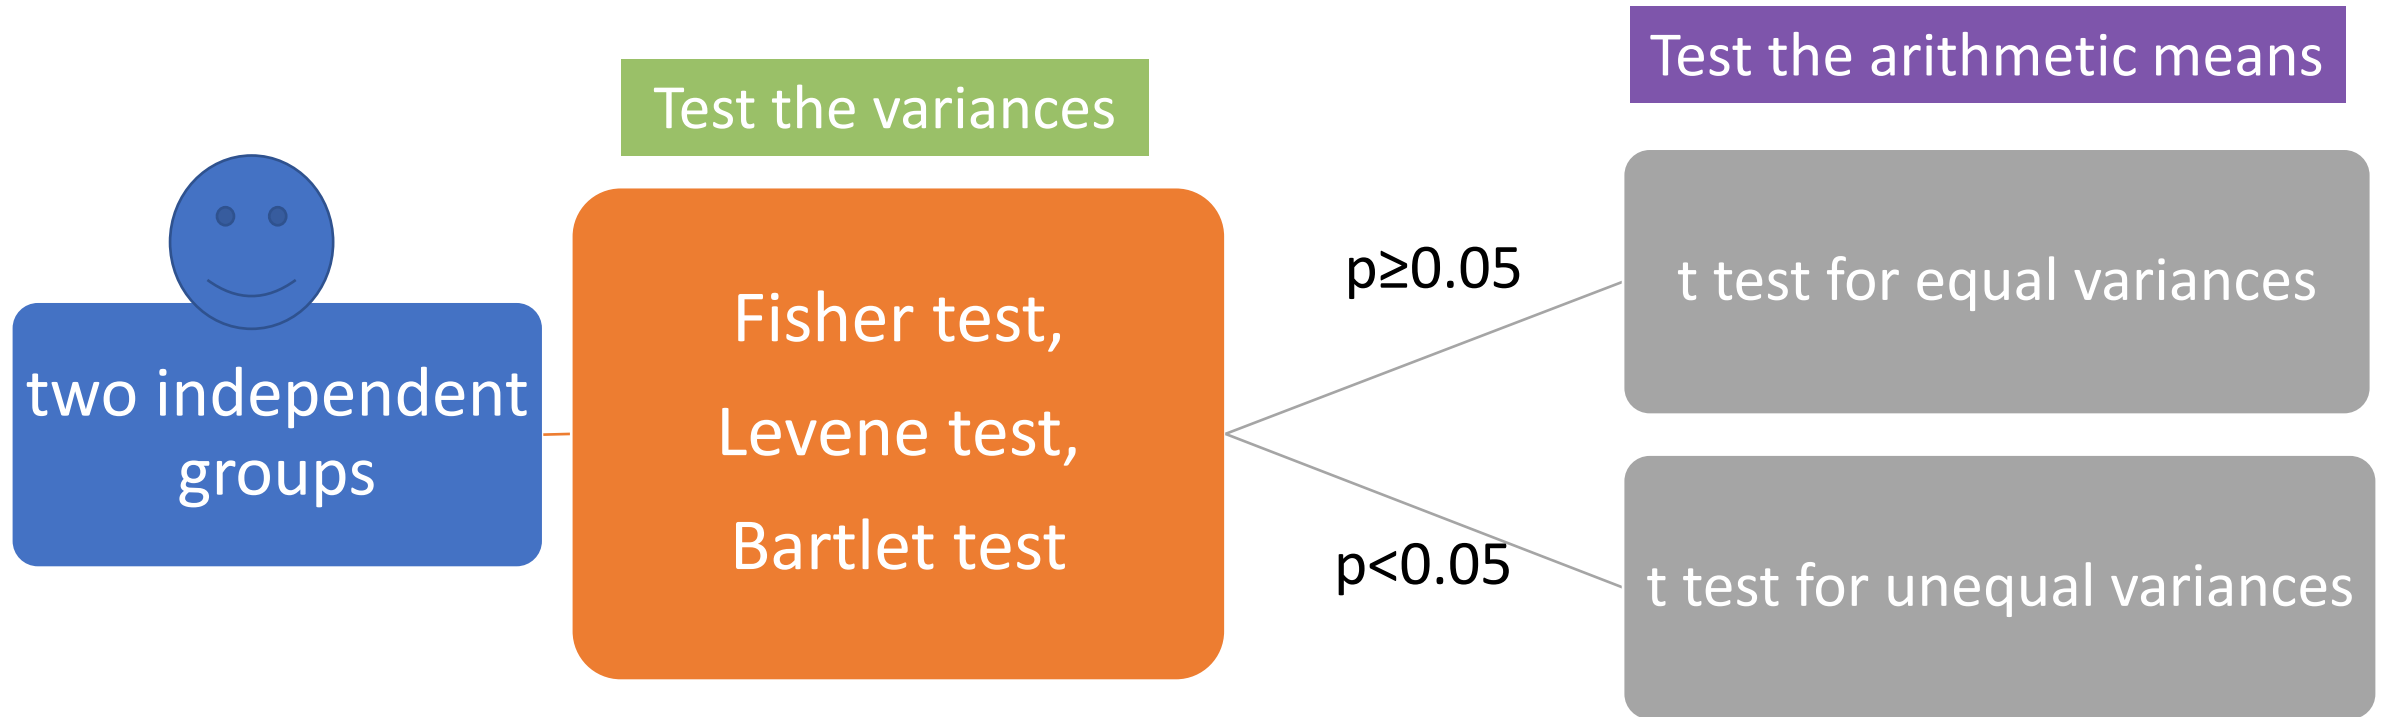 Test the arithmetic means
Test the variances
two independent
groups
Fisher test,
Levene test,
Bartlet test
p≥0.05
p<0.05
t test for equal variances
t test for unequal variances